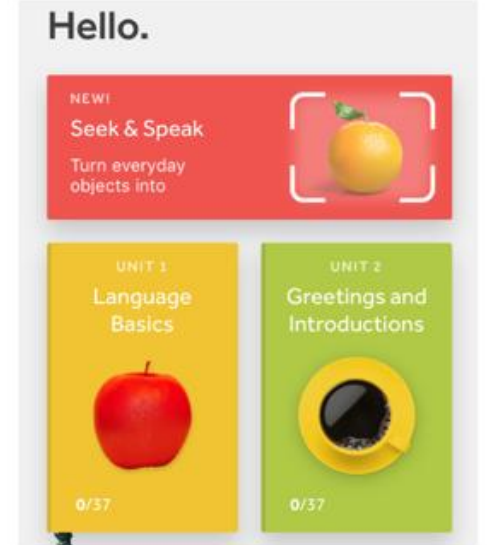 Hello.
NEW!
Seek & Speak
Turn everyday
objects into
UNIT 1
Language
Basics
0/37
UNIT 2
Greetings and
Introductions
0/37